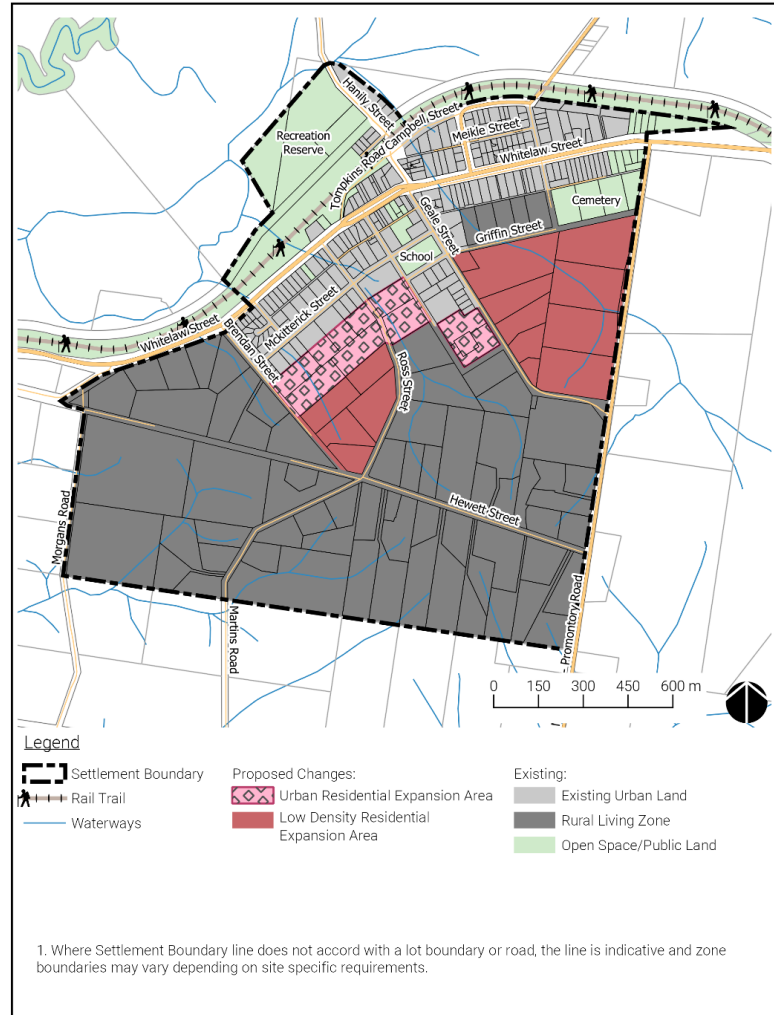 Hanily Street
Recreation
Reserve
Tompkins Road
Campbell Street
Meikle Street
Whitelaw Street
Cemetery
Geale Street
Griffin Street
School
Mckitterick Street
Whitelaw Street
Brendan Street
Ross Street
Hewett Street
Morgans Road
Martins Road
Promontory Road
0 150 300 450 600 m
Legend
Settlement Boundary
Rail Trail
Waterways
Proposed Changes:
Urban Residential Expansion Area
Low Density Residential
Expansion Area
Existing:
Existing Urban Land
Rural Living Zone
Open Space/Public Land
1. Where Settlement Boundary line does not accord with a lot boundary or road, the line is indicative and zone
boundaries may vary depending on site specific requirements.